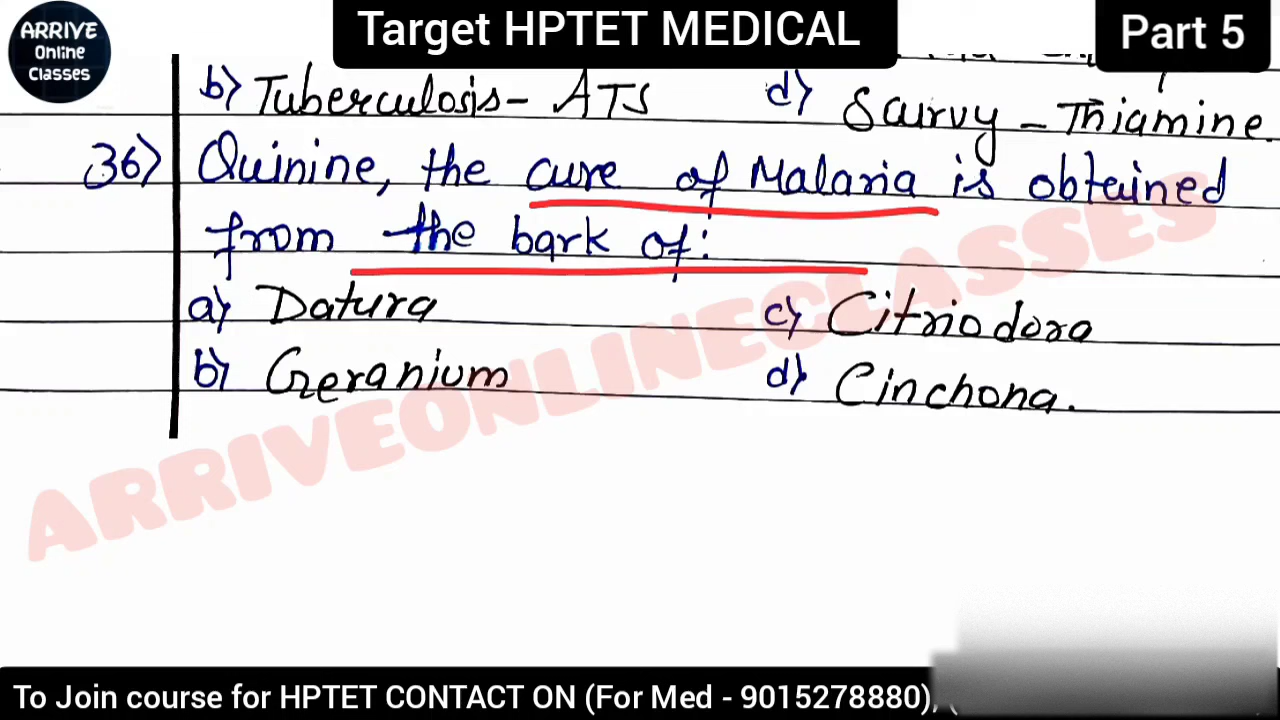 ARRIVE
Online
Classes
Target HPTET MEDICAL
Part 5
b) Tuberculosis - ATS
d) Scurvy - Thiamine.
36) Quinine, the cure of Malaria is obtained
from the bark of:
a) Datura
c) Citriodora
b) Geranium
d) Cinchona.
ARRIVEONLINECLASSES
To Join course for HPTET CONTACT ON (For Med - 9015278880), (